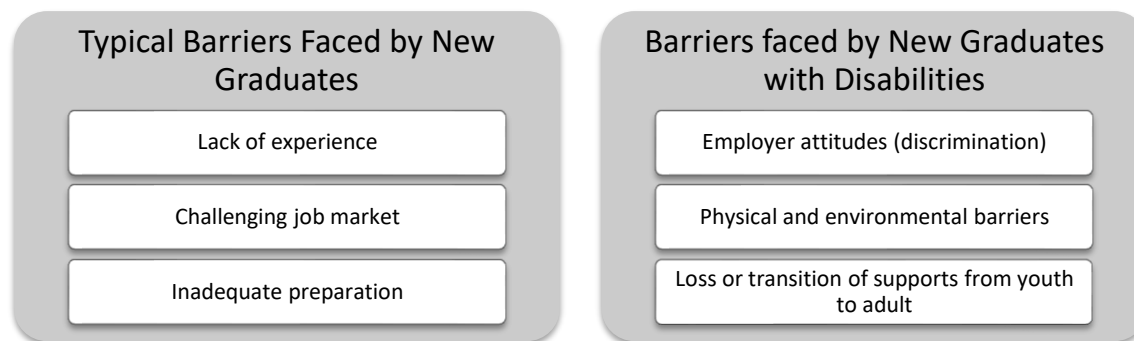 Typical Barriers Faced by New
Graduates
Lack of experience
Challenging job market
Inadequate preparation
Barriers faced by New Graduates
with Disabilities
Employer attitudes (discrimination)
Physical and environmental barriers
Loss or transition of supports from youth
to adult